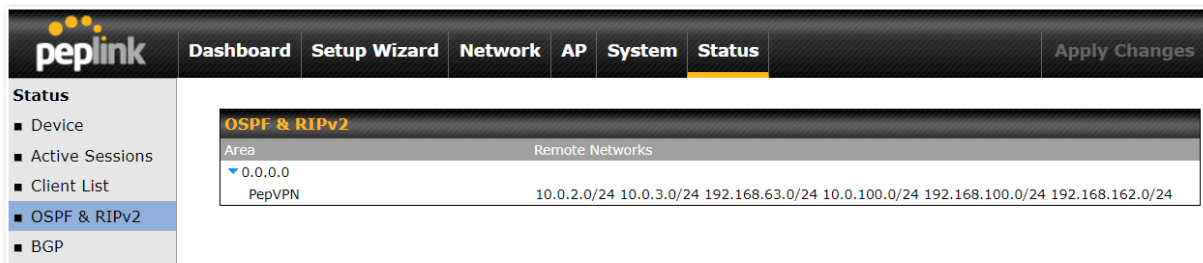 peplink
Dashboard Setup Wizard Network AP System Status Apply Changes
Status
Device
Active Sessions
Client List
OSPF & RIPv2
BGP
OSPF & RIPv2
Area Remote Networks
0.0.0.0
PepVPN 10.0.2.0/24 10.0.3.0/24 192.168.63.0/24 10.0.100.0/24 192.168.100.0/24 192.168.162.0/24